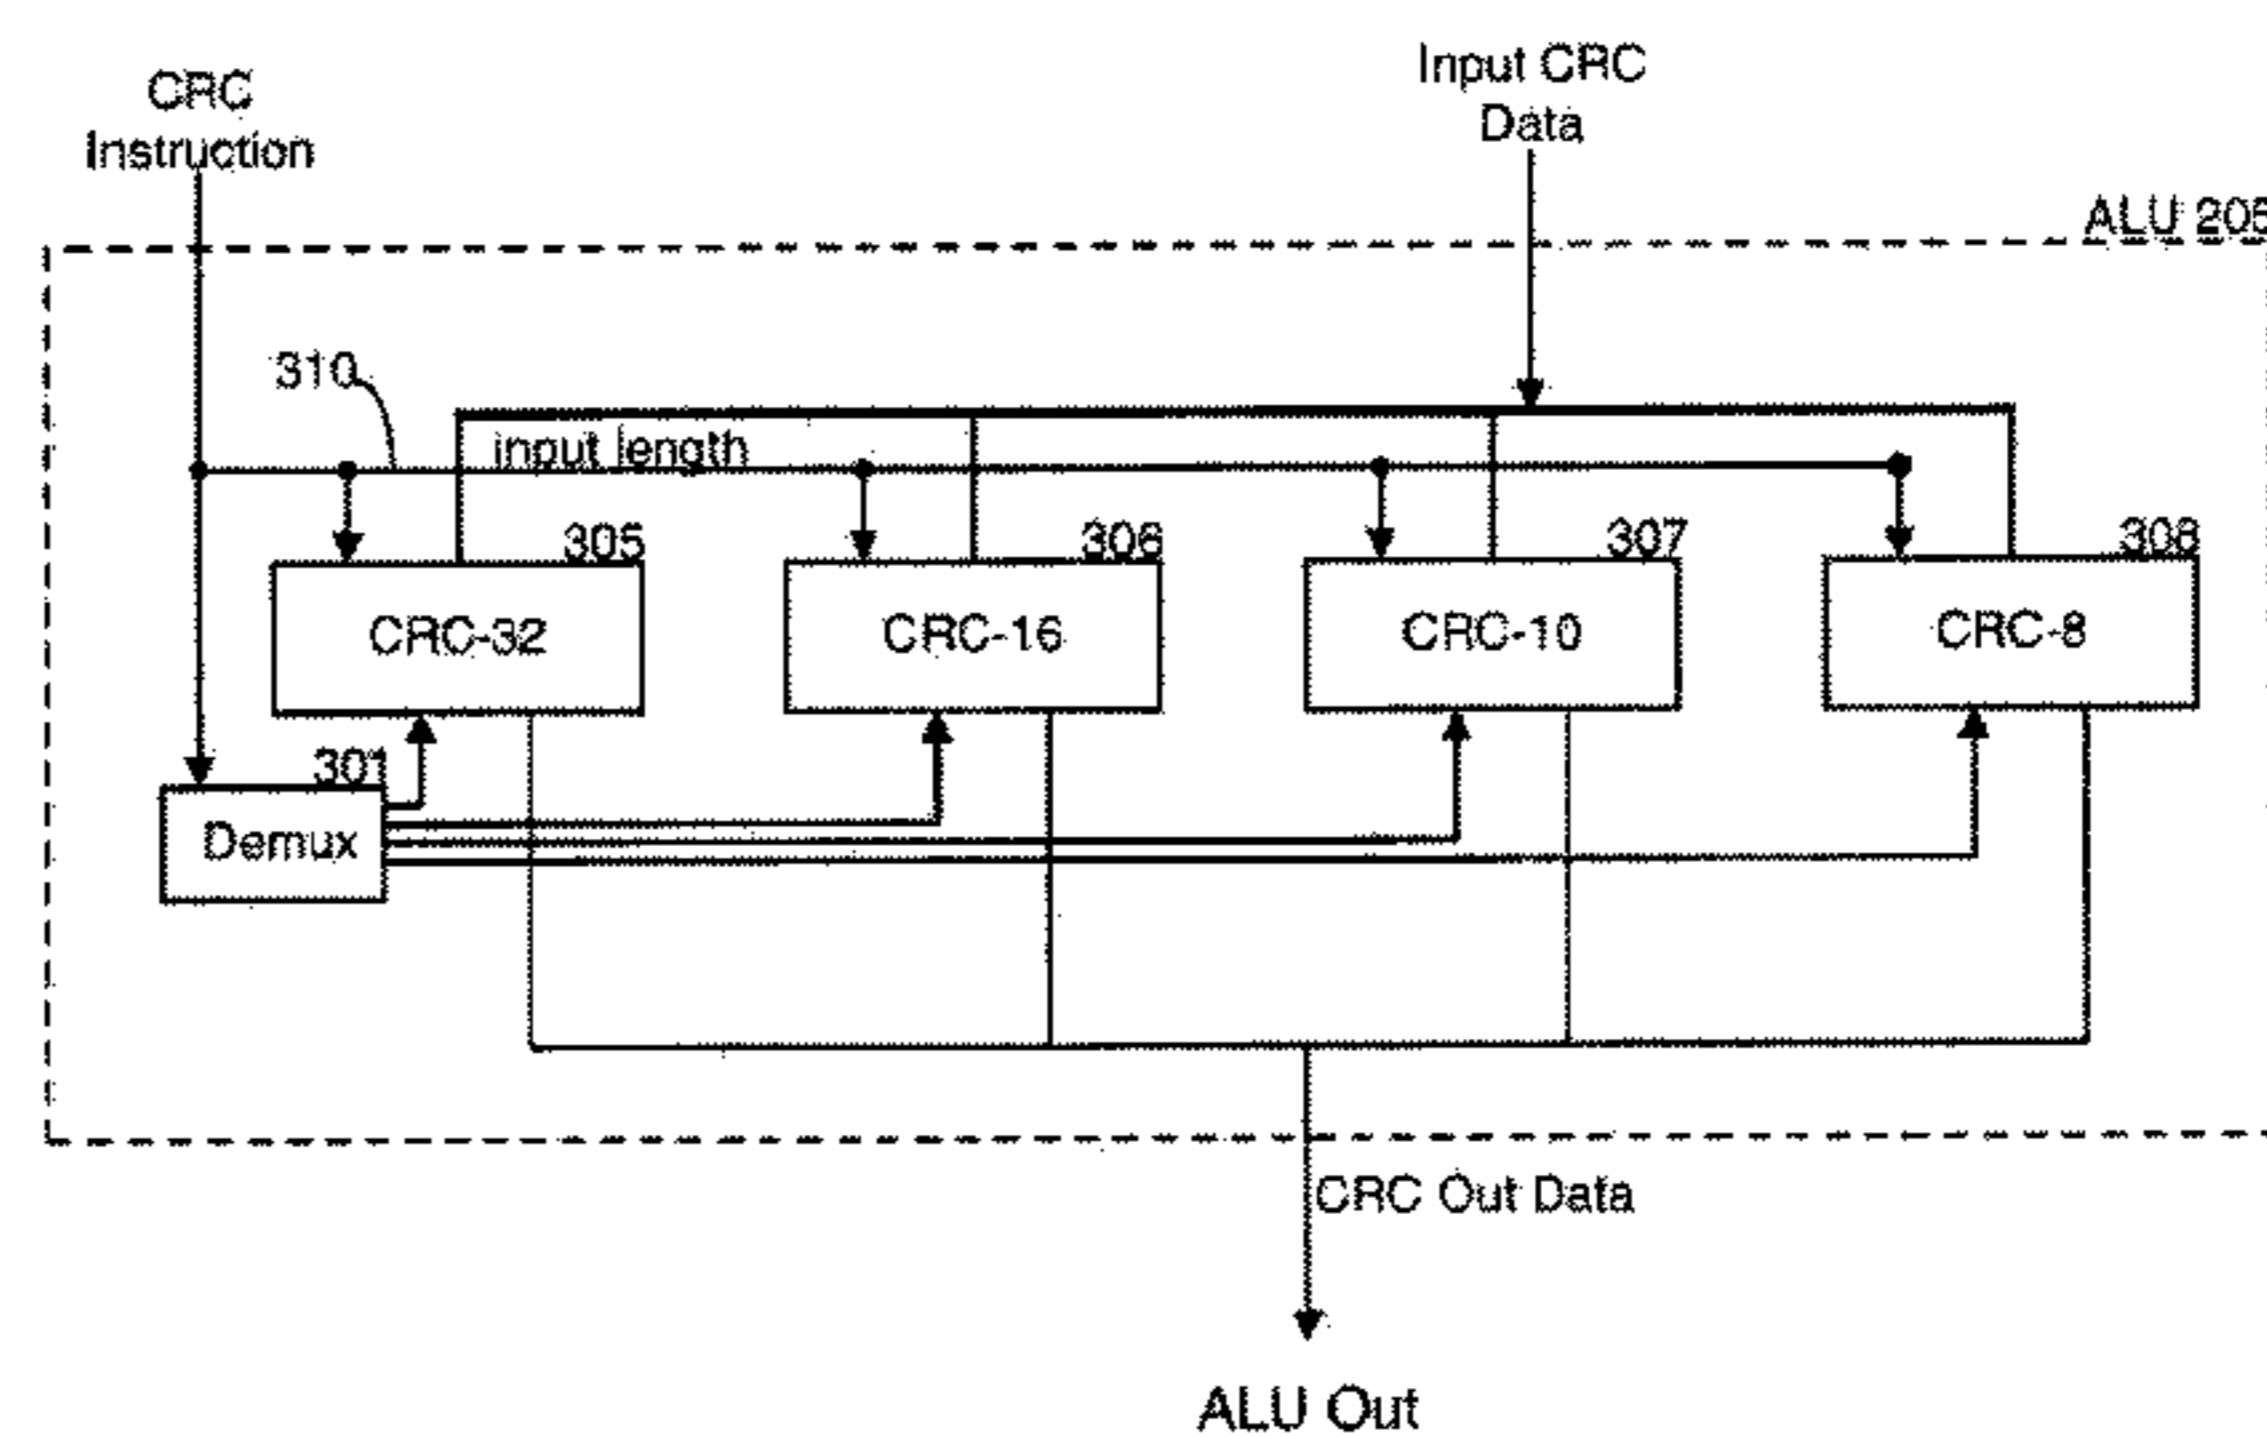 CRC
Instruction
Input CRC
Data
ALU 205
310
input length
305
306
307
308
CRC-32
CRC-16
CRC-10
CRC-8
301
Demux
CRC Out Data
ALU Out